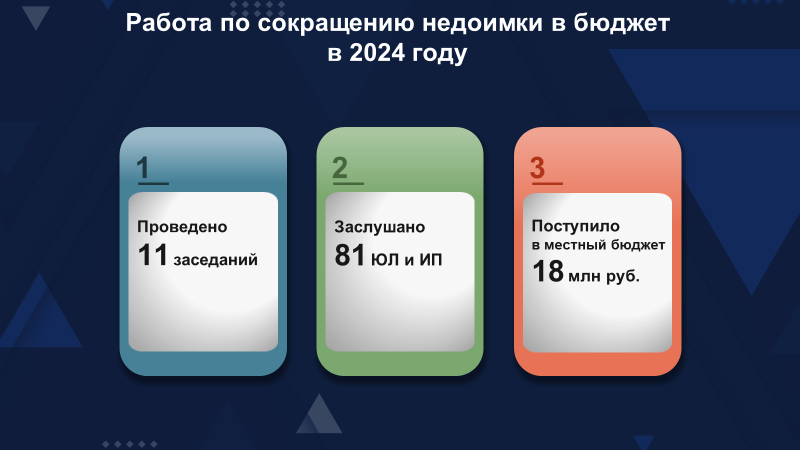 Работа по сокращению недоимки в бюджет
в 2024 году
1
Проведено
11 заседаний
2
Заслушано
81 ЮЛ и ИП
3
Поступило
в местный бюджет
18 млн руб.